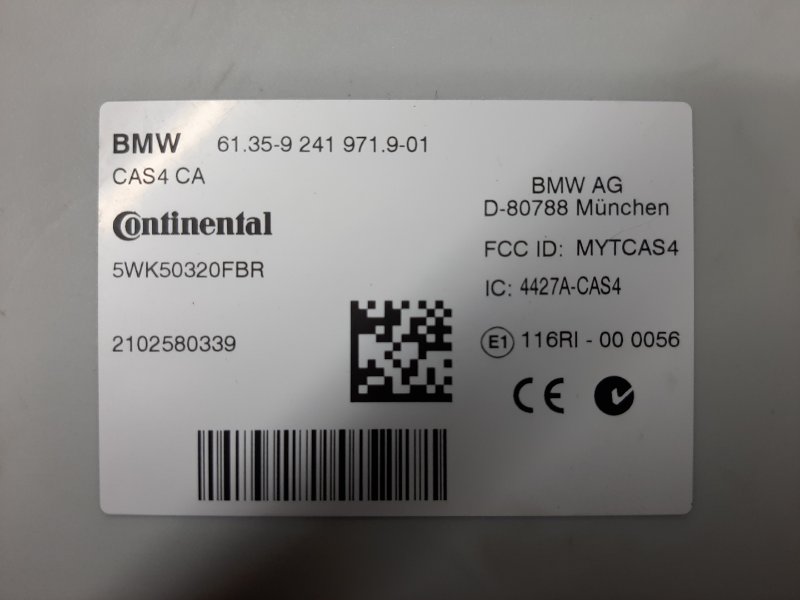 BMW 61.35-9 241 971.9-01
CAS4 CA
Continental
5WK50320FBR
2102580339
BMW AG
D-80788 München
FCC ID: MYTCAS4
IC: 4427A-CAS4
E1 116RI - 00 0056
CE